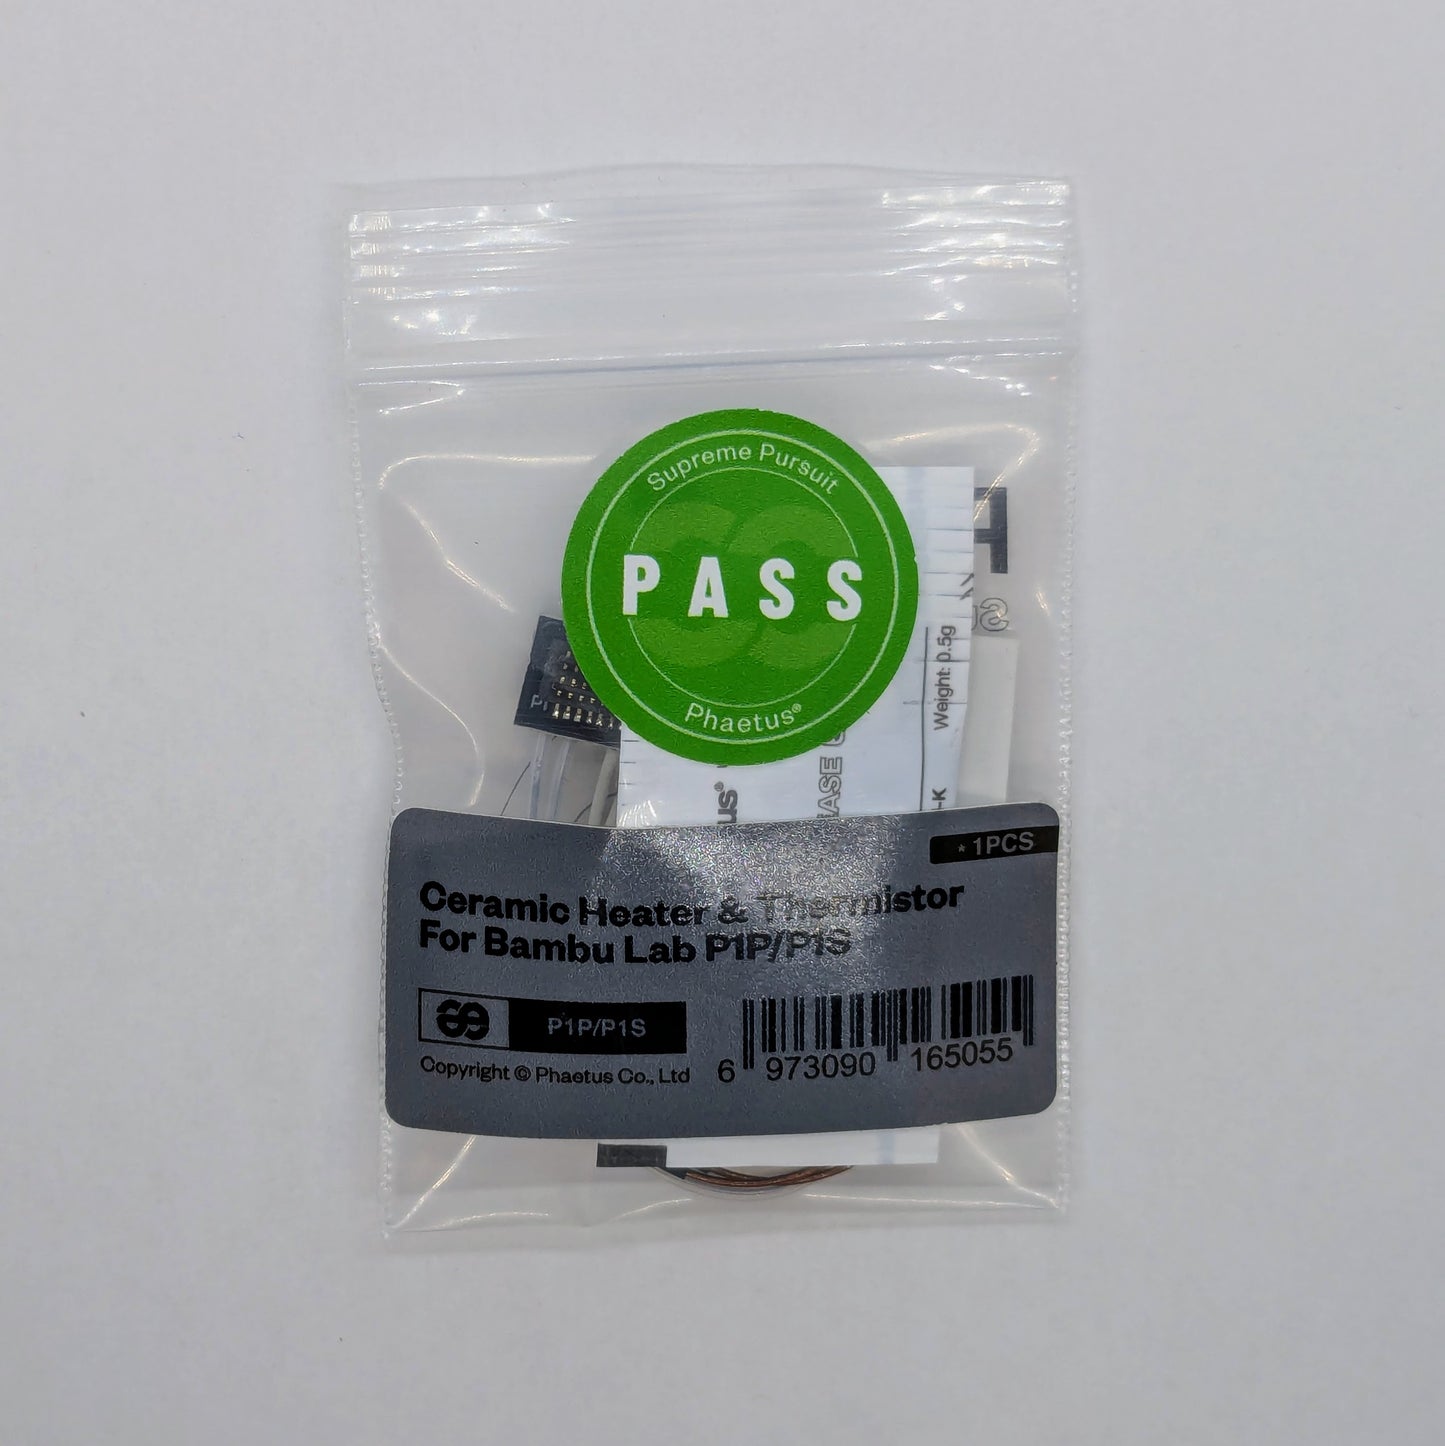 Supreme Pursuit
PASS
Phaetus®
Weight: 0.5g
-K
* 1PCS
Ceramic Heater & Thermistor
For Bambu Lab P1P/P1S
P1P/P1S
Copyright © Phaetus Co., Ltd
6 973090 165055